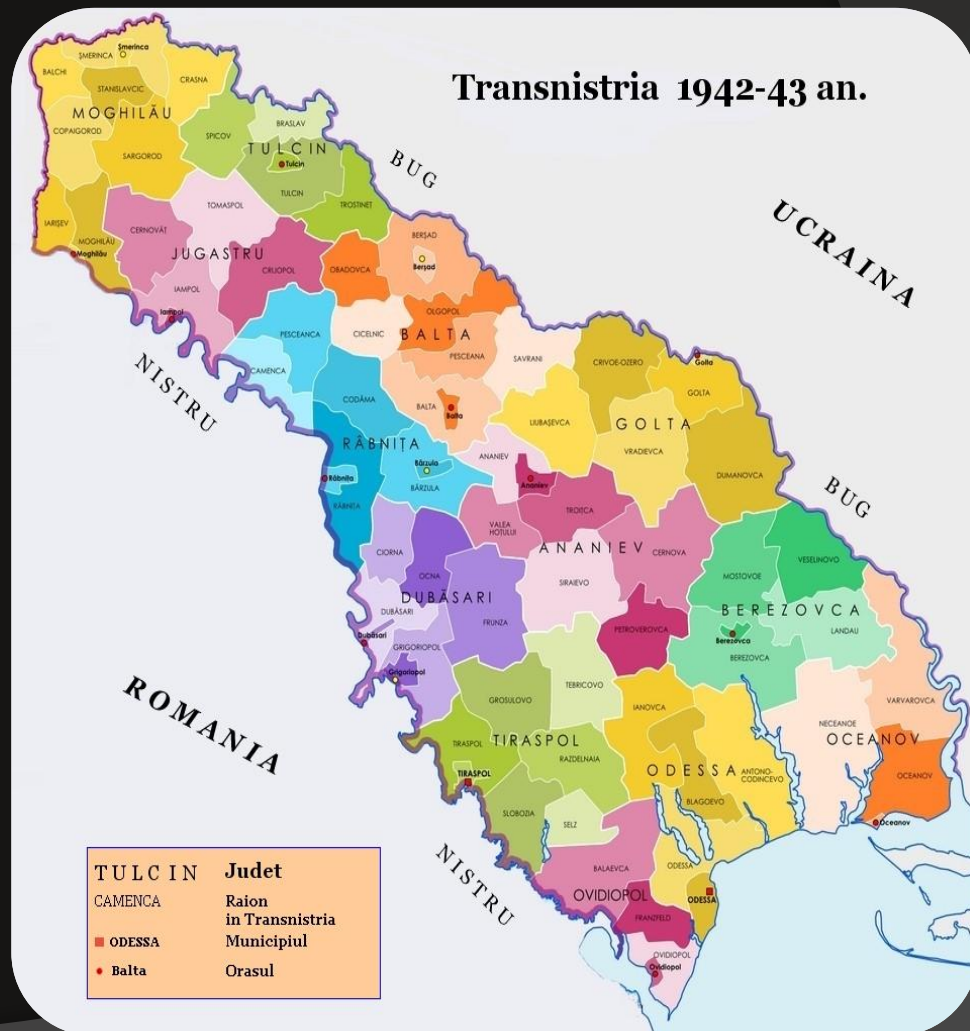 Transnistria 1942-43 an.
Smerinca
ȘMERINCA
BALCHI
STANISLAVCIC
CRASNA
MOGHILĂU
COPAIGOROD
SARGOROD
SPICOV
BRASLAV
TULCIN
Tulcin
TULCIN
TROSTINET
BUG
UCRAINA
IARIȘEV
MOGHILĂU
Moghilău
CERNOVĂȚ
TOMASPOL
JUGASTRU
CRIJOPOL
IAMPOL
Iampol
OBADOVCA
BERȘAD
Berșad
OLGOPOL
BALTA
CICELNIC
PESCEANA
SAVRANI
BALTA
Balta
PESCEANCA
CAMENCA
CODĂMA
NISTRU
RÂBNIȚA
Bârzula
BÂRZULA
Râbnița
RÂBNITA
CRIVOE-OZERO
Golta
GOLTA
LIUBAȘEVCA
GOLTA
VRADIEVCA
DUMANOVCA
ANANIEV
Ananiev
TROITCA
VALEA
HOTULUI
ANANIEV
CERNOVA
SIRAIEVO
PETROVEROVCA
BUG
CIORNA
OCNA
DUBĂSARI
DUBĂSARI
FRUNZA
Dubăsari
GRIGORIOPOL
Grigoriopol
MOSTOVOE
VESELINOVO
BEREZOVCA
LANDAU
Berezovca
BEREZOVCA
ROMANIA
GROSULOVO
TEBRICOVO
TIRASPOL
TIRASPOL
RAZDELNAIA
TIRASPOL
SLOBOZIA
SELZ
IANOVCA
ODESSA
ANTONO-
CODINCEVO
BLAGOEVO
NECEANOE
VARVAROVCA
OCEANOV
OCEANOV
Oceanov
NISTRU
BALAEVCA
ODESSA
ODESSA
OVIDIOPOL
FRANZFELD
OVIDIOPOL
Ovidiopol
TULCIN Judet
CAMENCA Raion
in Transnistria
ODESSA Municipiul
Balta Orasul